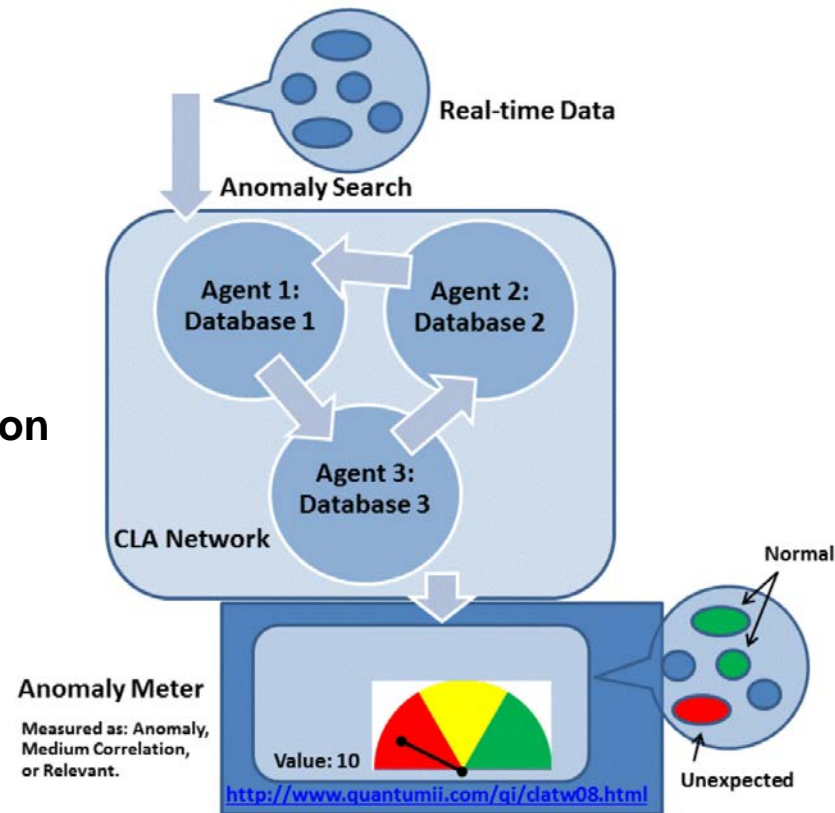 Real-time Data
Anomaly Search
Agent 1:
Database 1
Agent 2:
Database 2
on
Agent 3:
Database 3
CLA Network
Normal
Anomaly Meter
Measured as: Anomaly,
Medium Correlation,
or Relevant.
Value: 10
http://www.quantumii.com/qi/clatw08.html
Unexpected